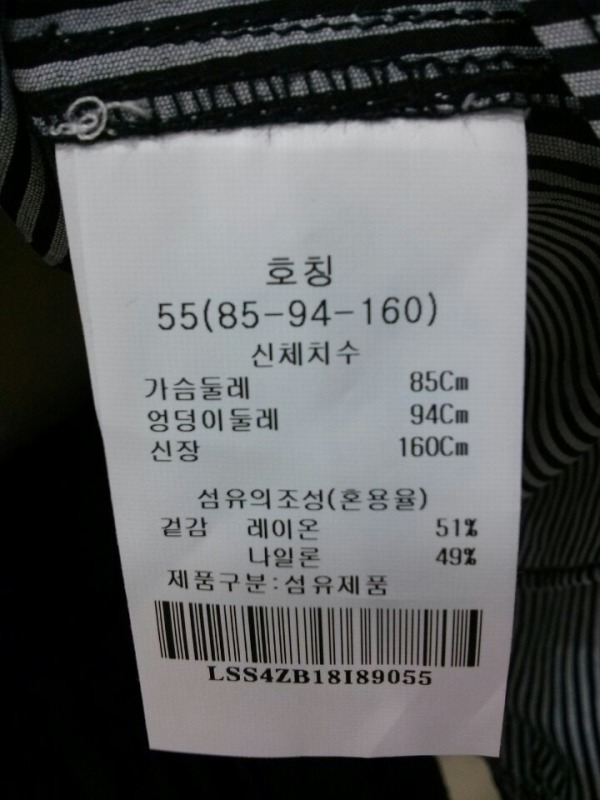 호칭
55(85-94-160)
신체치수
가슴둘레 85Cm
엉덩이둘레 94Cm
신장 160Cm
섬유의조성(혼용율)
겉감 레이온 51%
나일론 49%
제품구분:섬유제품
LSS4ZB18I89055